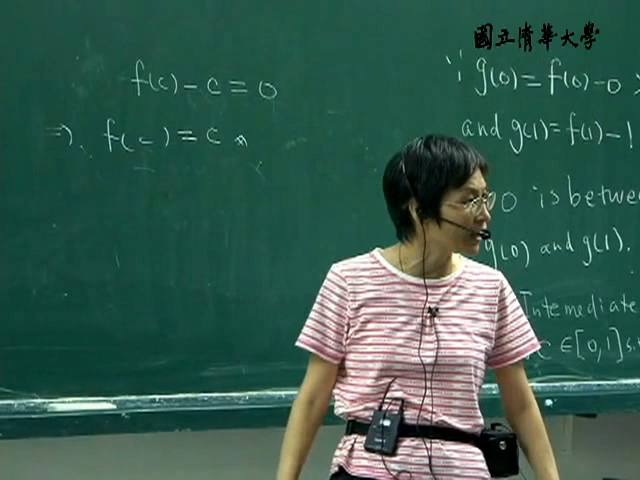 國立清華大學
f(c) - c = 0
⇒ f(c) = c
∵ g(0) = f(0) - 0 >
and g(1) = f(1) - 1
0 is between
g(0) and g(1).
Intemediate
c ∈ [0,1] s.t